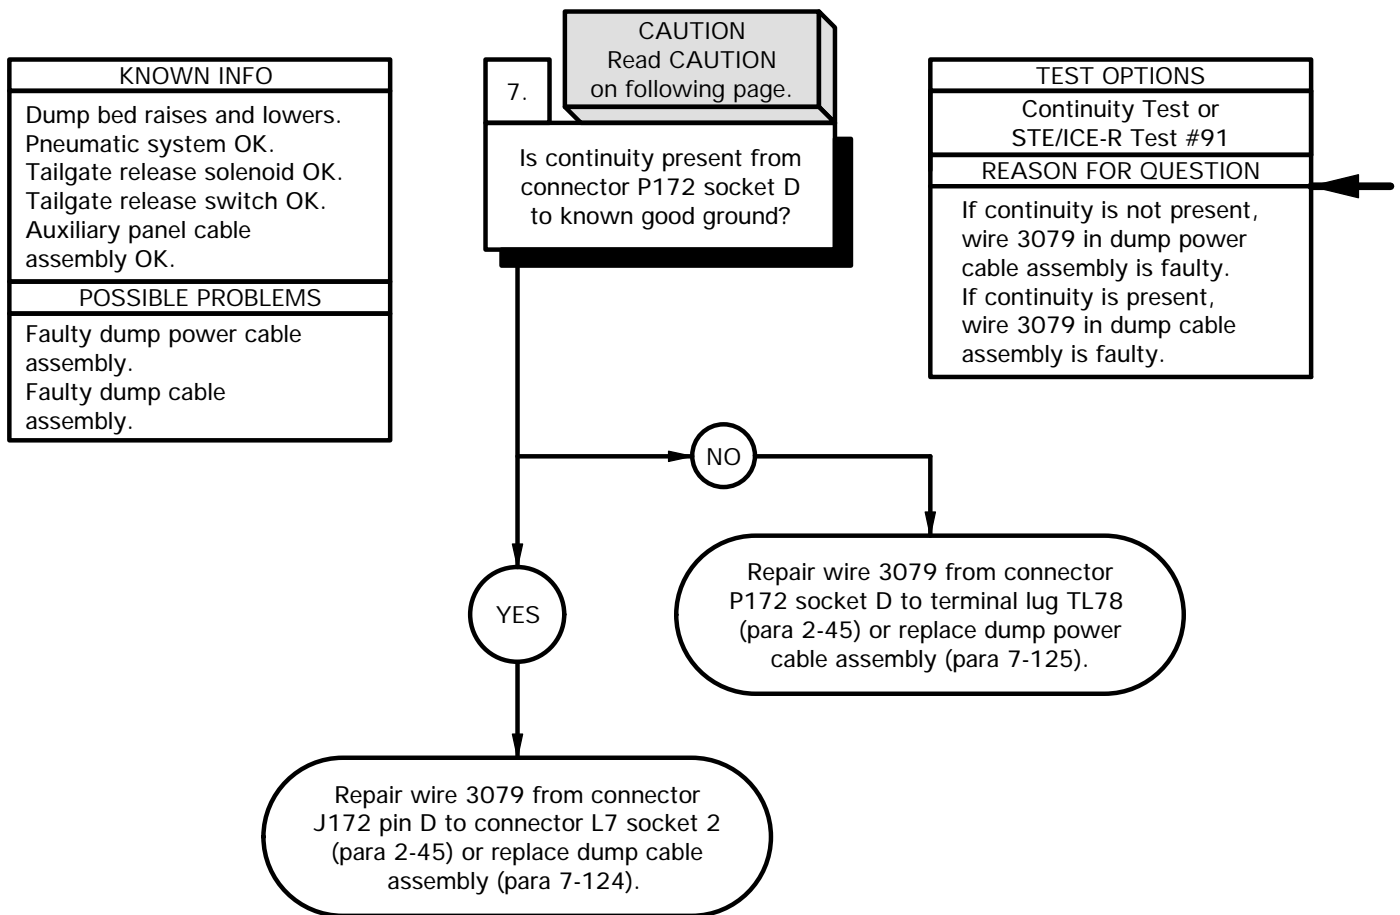 KNOWN INFO
Dump bed raises and lowers.
Pneumatic system OK.
Tailgate release solenoid OK.
Tailgate release switch OK.
Auxiliary panel cable
assembly OK.
POSSIBLE PROBLEMS
Faulty dump power cable
assembly.
Faulty dump cable
assembly.
7.
CAUTION
Read CAUTION
on following page.
Is continuity present from
connector P172 socket D
to known good ground?
TEST OPTIONS
Continuity Test or
STE/ICE-R Test #91
REASON FOR QUESTION
If continuity is not present,
wire 3079 in dump power
cable assembly is faulty.
If continuity is present,
wire 3079 in dump cable
assembly is faulty.
NO
Repair wire 3079 from connector
P172 socket D to terminal lug TL78
(para 2-45) or replace dump power
cable assembly (para 7-125).
YES
Repair wire 3079 from connector
J172 pin D to connector L7 socket 2
(para 2-45) or replace dump cable
assembly (para 7-124).